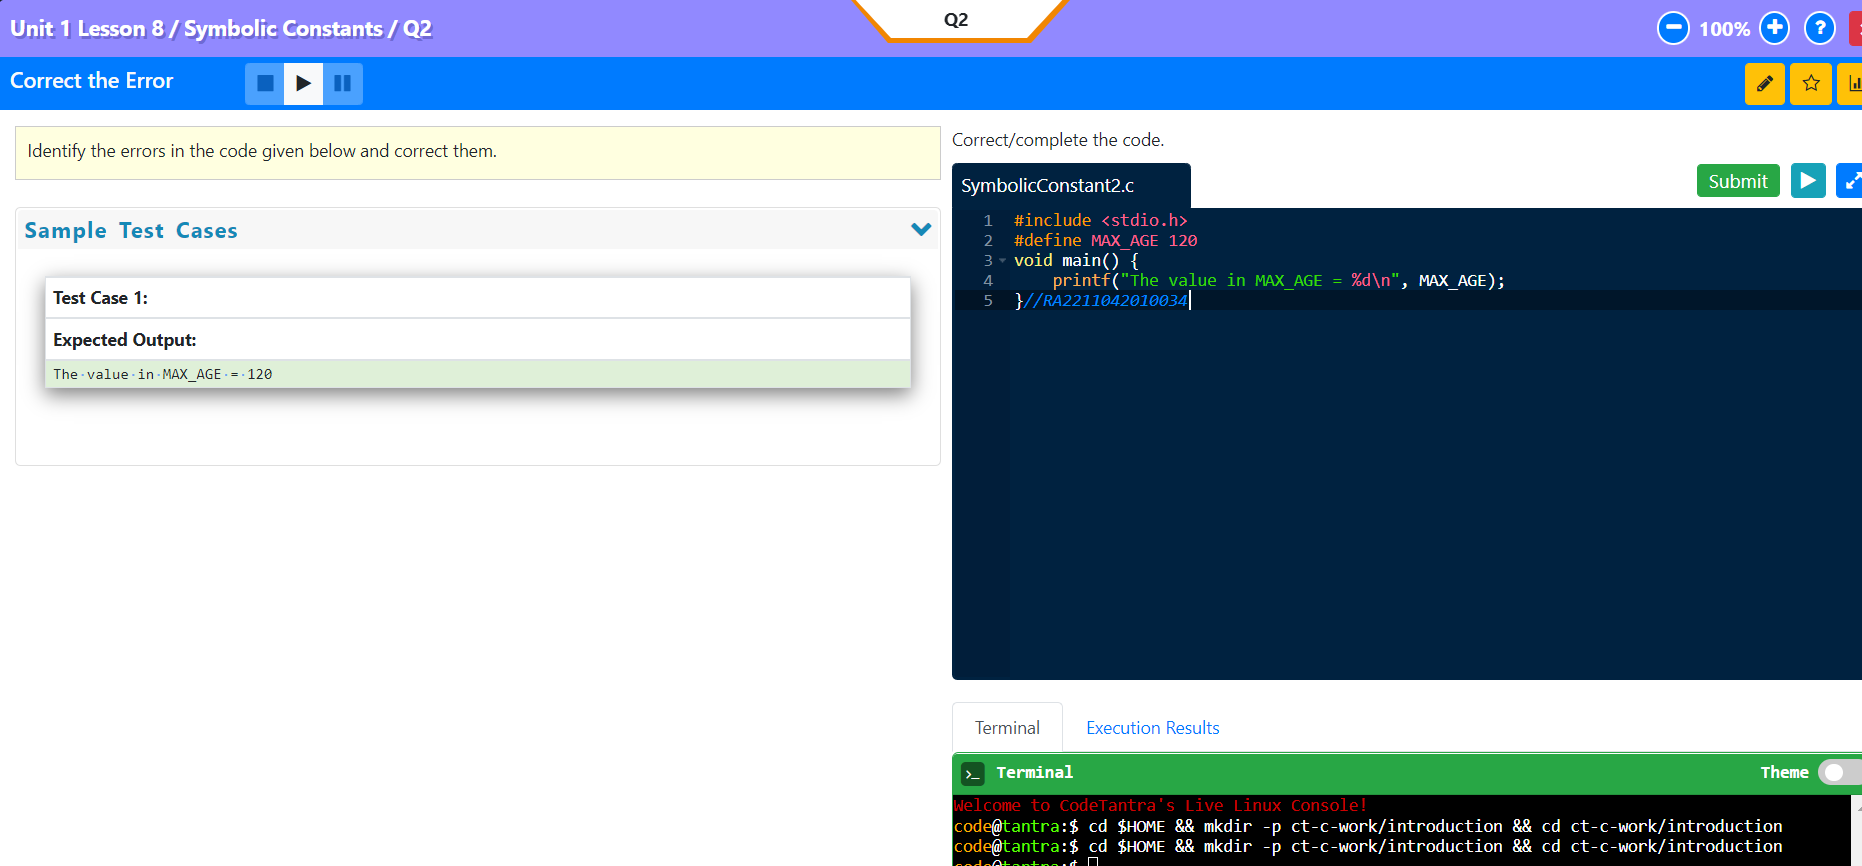 Unit 1 Lesson 8 / Symbolic Constants / Q2
Q2
100%
?
Correct the Error
Identify the errors in the code given below and correct them.
Sample Test Cases
Test Case 1:
Expected Output:
The·value·in·MAX_AGE·=·120
Correct/complete the code.
SymbolicConstant2.c
Submit
1 #include <stdio.h>
2 #define MAX_AGE 120
3 void main() {
4 printf("The value in MAX_AGE = %d\n", MAX_AGE);
5 }//RA2211042010034
Terminal
Execution Results
>_ Terminal
Theme
Welcome to CodeTantra's Live Linux Console!
code@tantra:$ cd $HOME && mkdir -p ct-c-work/introduction && cd ct-c-work/introduction
code@tantra:$ cd $HOME && mkdir -p ct-c-work/introduction && cd ct-c-work/introduction
code@tantra:$